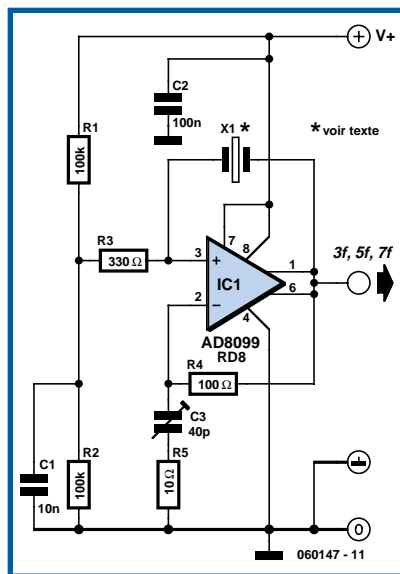 V+
C2
100n
X1 *
* voir texte
R1
100k
R3
330 Ω
3
+
7
8
IC1
1
6
2
–
4
3f, 5f, 7f
AD8099
RD8
R4
100 Ω
C3
40p
C1
10n
R2
100k
R5
10Ω
0
060147 - 11